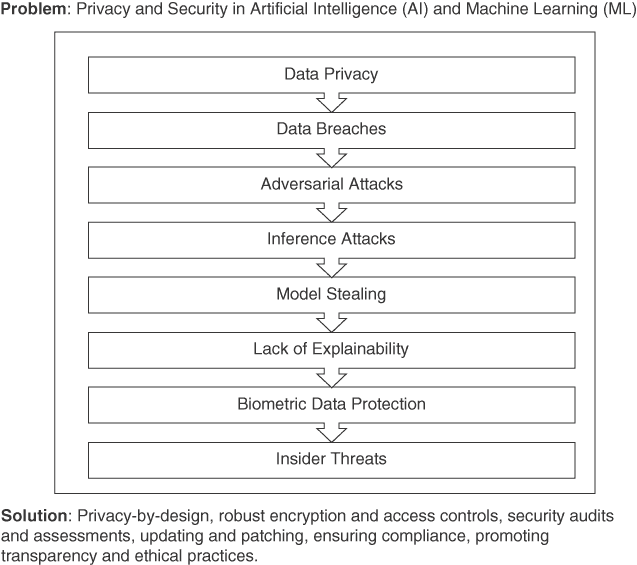 Problem: Privacy and Security in Artificial Intelligence (AI) and Machine Learning (ML)
Data Privacy
Data Breaches
Adversarial Attacks
Inference Attacks
Model Stealing
Lack of Explainability
Biometric Data Protection
Insider Threats
Solution: Privacy-by-design, robust encryption and access controls, security audits
and assessments, updating and patching, ensuring compliance, promoting
transparency and ethical practices.